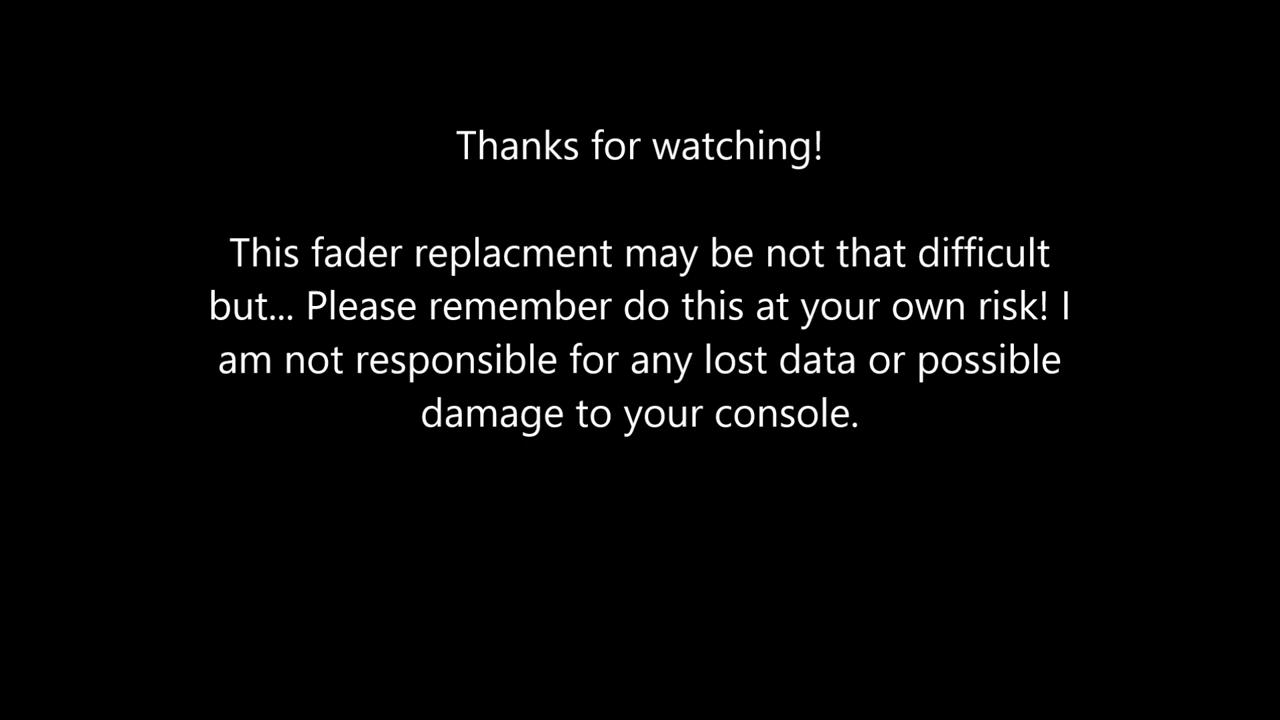 Thanks for watching!
This fader replacment may be not that difficult
but... Please remember do this at your own risk! I
am not responsible for any lost data or possible
damage to your console.